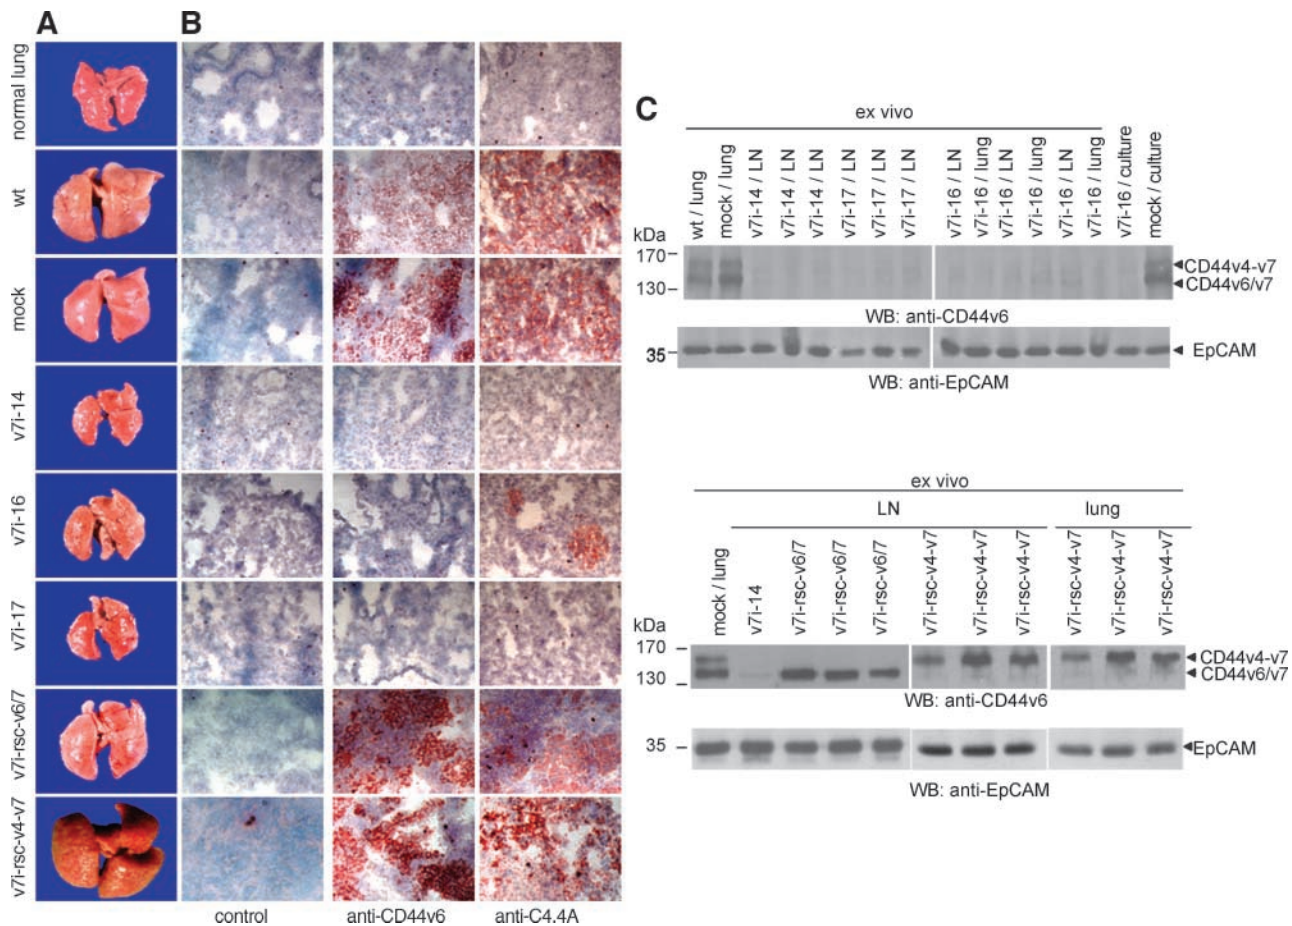 A
B
normal lung
wt
mock
v7i-14
v7i-16
v7i-17
v7i-rsc-v6/7
v7i-rsc-v4-v7
control
anti-CD44v6
anti-C4.4A
C
ex vivo
wt / lung
mock / lung
v7i-14 / LN
v7i-14 / LN
v7i-14 / LN
v7i-17 / LN
v7i-17 / LN
v7i-17 / LN
v7i-16 / LN
v7i-16 / lung
v7i-16 / LN
v7i-16 / lung
v7i-16 / LN
v7i-16 / lung
v7i-16 / culture
mock / culture
kDa
170
130
CD44v4-v7
CD44v6/v7
WB: anti-CD44v6
35
EpCAM
WB: anti-EpCAM
ex vivo
LN
lung
mock / lung
v7i-14
v7i-rsc-v6/7
v7i-rsc-v6/7
v7i-rsc-v6/7
v7i-rsc-v4-v7
v7i-rsc-v4-v7
v7i-rsc-v4-v7
v7i-rsc-v4-v7
v7i-rsc-v4-v7
v7i-rsc-v4-v7
kDa
170
130
CD44v4-v7
CD44v6/v7
WB: anti-CD44v6
35
EpCAM
WB: anti-EpCAM